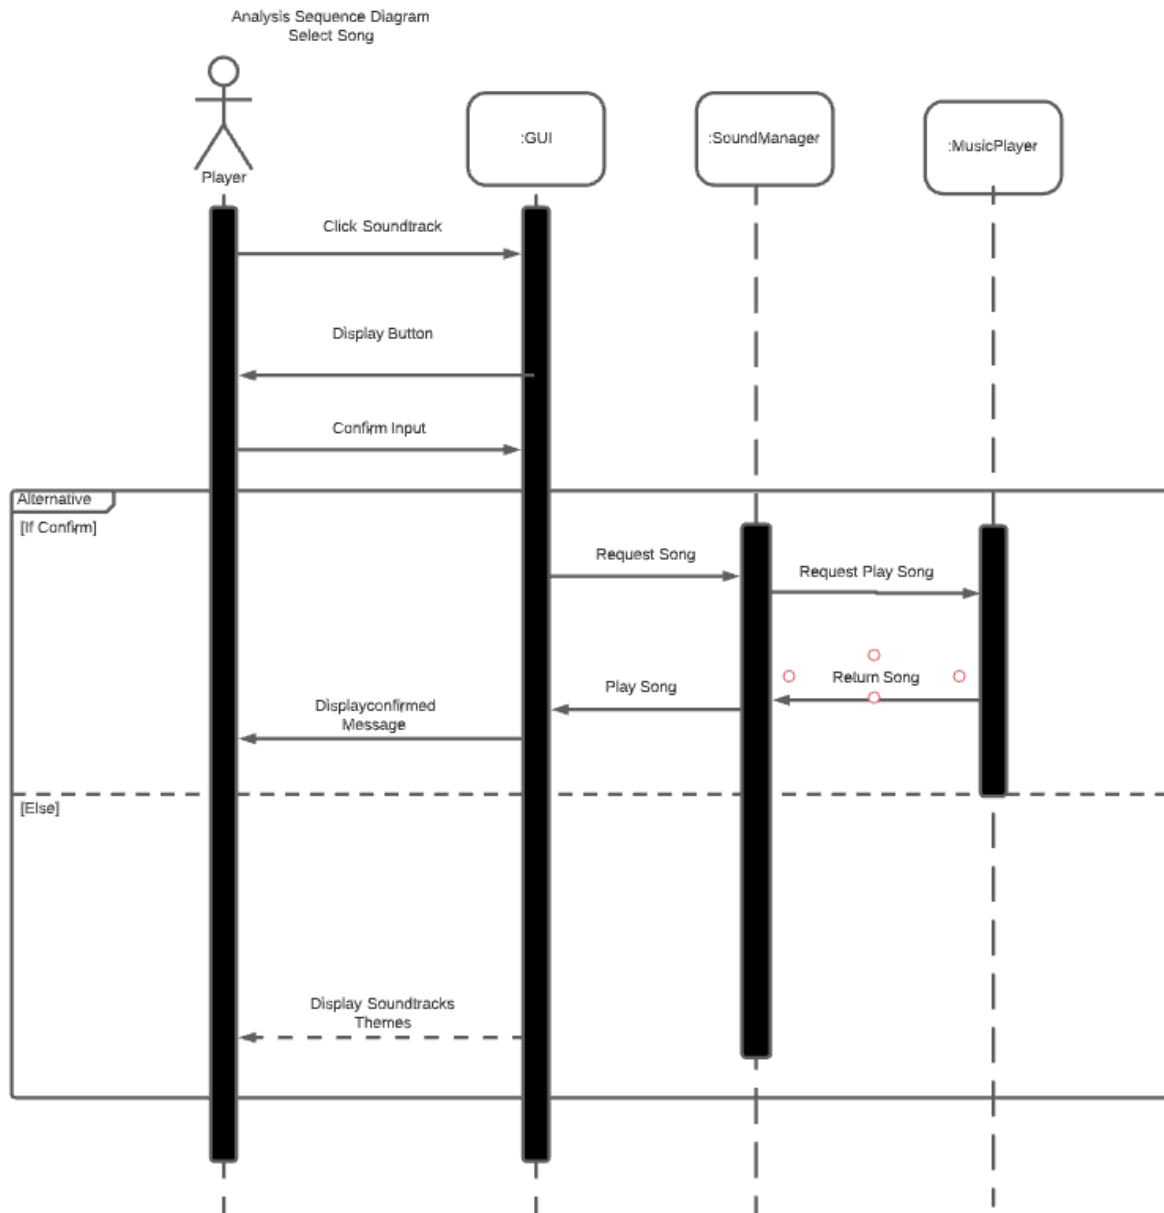 Analysis Sequence Diagram
Select Song
Player
:GUI
:SoundManager
:MusicPlayer
Click Soundtrack
Display Button
Confirm Input
Alternative
[If Confirm]
Request Song
Request Play Song
Return Song
Play Song
Displayconfirmed
Message
[Else]
Display Soundtracks
Themes